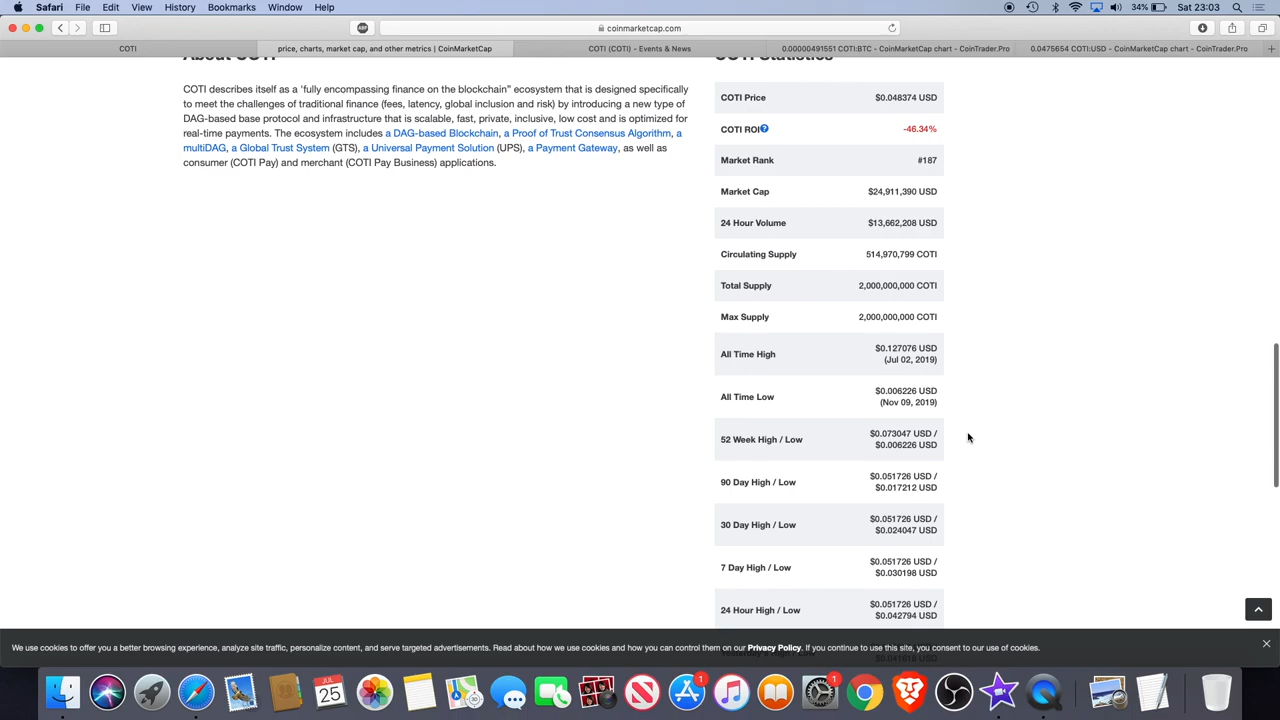 Safari File Edit View History Bookmarks Window Help
34% Sat 23:03
ABP
coinmarketcap.com
COTI
price, charts, market cap, and other metrics | CoinMarketCap
COTI (COTI) - Events & News
0.00000491551 COTI:BTC - CoinMarketCap chart - CoinTrader.Pro
0.0475654 COTI:USD - CoinMarketCap chart - CoinTrader.Pro
About COTI
COTI describes itself as a 'fully encompassing finance on the blockchain” ecosystem that is designed specifically
to meet the challenges of traditional finance (fees, latency, global inclusion and risk) by introducing a new type of
DAG-based base protocol and infrastructure that is scalable, fast, private, inclusive, low cost and is optimized for
real-time payments. The ecosystem includes a DAG-based Blockchain, a Proof of Trust Consensus Algorithm, a
multiDAG, a Global Trust System (GTS), a Universal Payment Solution (UPS), a Payment Gateway, as well as
consumer (COTI Pay) and merchant (COTI Pay Business) applications.
COTI Statistics
COTI Price $0.048374 USD
COTI ROI -46.34%
Market Rank #187
Market Cap $24,911,390 USD
24 Hour Volume $13,662,208 USD
Circulating Supply 514,970,799 COTI
Total Supply 2,000,000,000 COTI
Max Supply 2,000,000,000 COTI
All Time High $0.127076 USD
(Jul 02, 2019)
All Time Low $0.006226 USD
(Nov 09, 2019)
52 Week High / Low $0.073047 USD /
$0.006226 USD
90 Day High / Low $0.051726 USD /
$0.017212 USD
30 Day High / Low $0.051726 USD /
$0.024047 USD
7 Day High / Low $0.051726 USD /
$0.030198 USD
24 Hour High / Low $0.051726 USD /
$0.042794 USD
We use cookies to offer you a better browsing experience, analyze site traffic, personalize content, and serve targeted advertisements. Read about how we use cookies and how you can control them on our Privacy Policy. If you continue to use this site, you consent to our use of cookies.
JUL
25
1
1